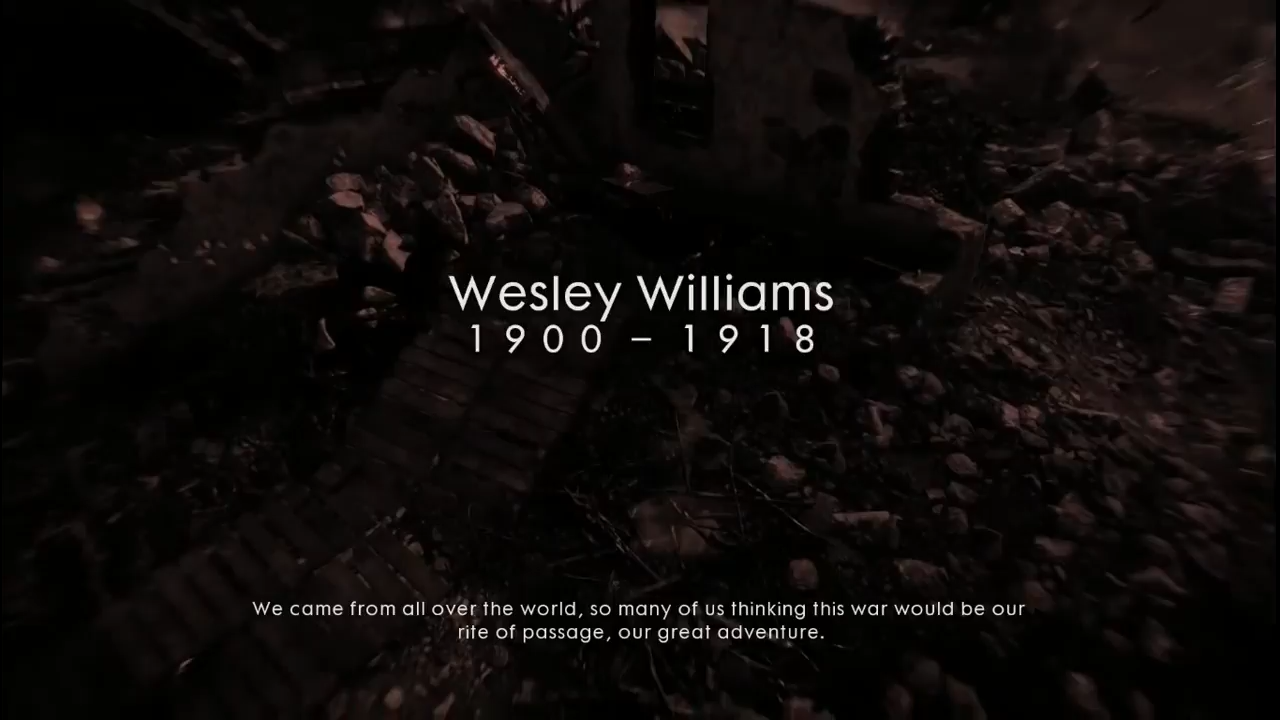 Wesley Williams
1900 – 1918
We came from all over the world, so many of us thinking this war would be our
rite of passage, our great adventure.